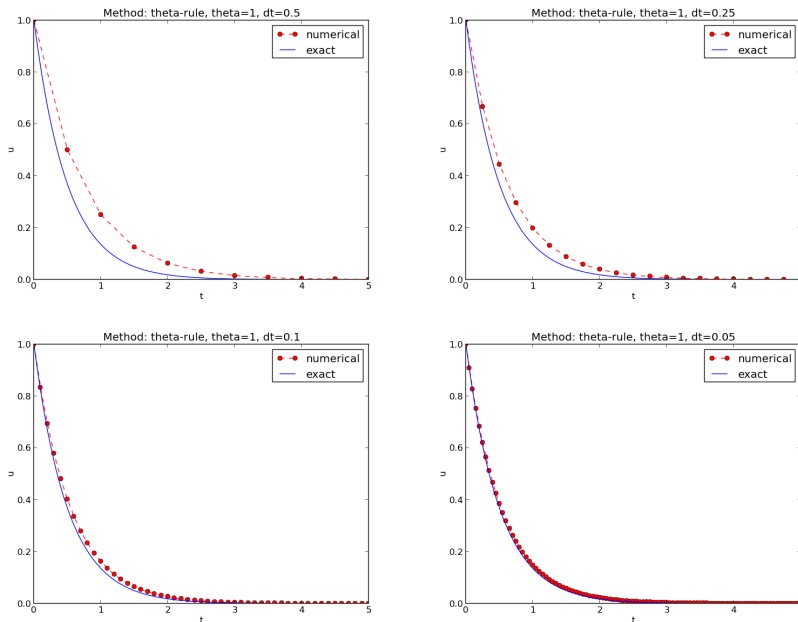 Method: theta-rule, theta=1, dt=0.5
1.0
0.8
0.6
0.4
0.2
0.0
u
0
1
2
3
4
5
t
numerical
exact
Method: theta-rule, theta=1, dt=0.25
1.0
0.8
0.6
0.4
0.2
0.0
u
0
1
2
3
4
t
numerical
exact
Method: theta-rule, theta=1, dt=0.1
1.0
0.8
0.6
0.4
0.2
0.0
u
0
1
2
3
4
5
t
numerical
exact
Method: theta-rule, theta=1, dt=0.05
1.0
0.8
0.6
0.4
0.2
0.0
u
0
1
2
3
4
t
numerical
exact